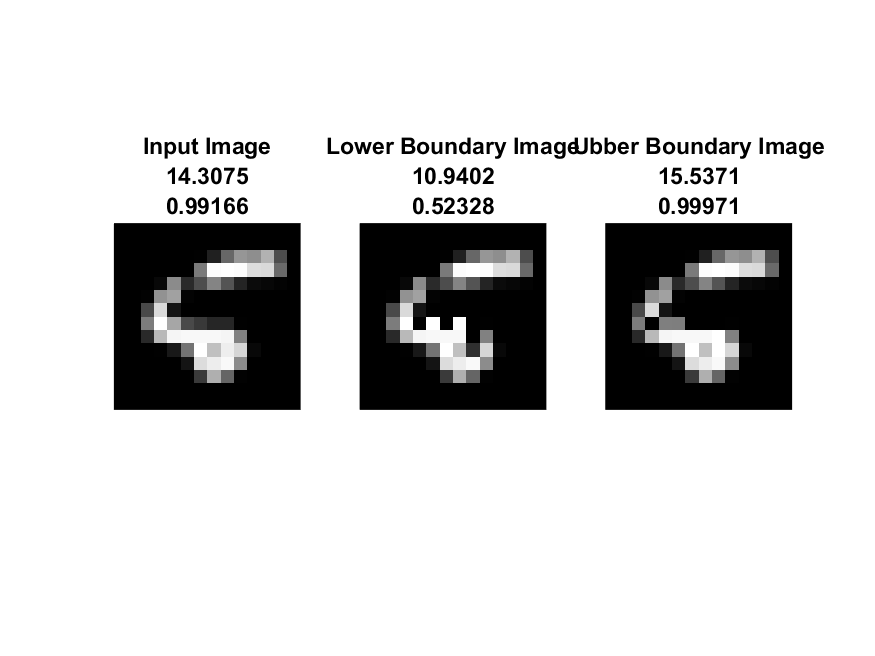 Input Image
14.3075
0.99166
Lower Boundary Image
10.9402
0.52328
Ubber Boundary Image
15.5371
0.99971